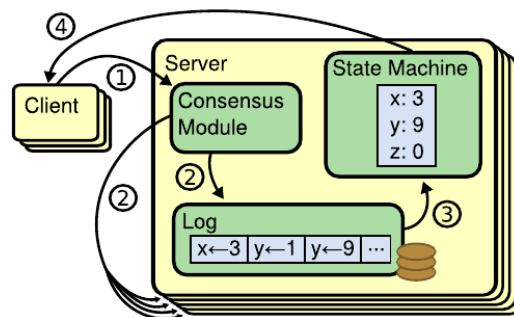 ④
①
Server
State Machine
Client
Consensus
Module
x: 3
y: 9
z: 0
②
②
③
Log
x←3 y←1 y←9 ...